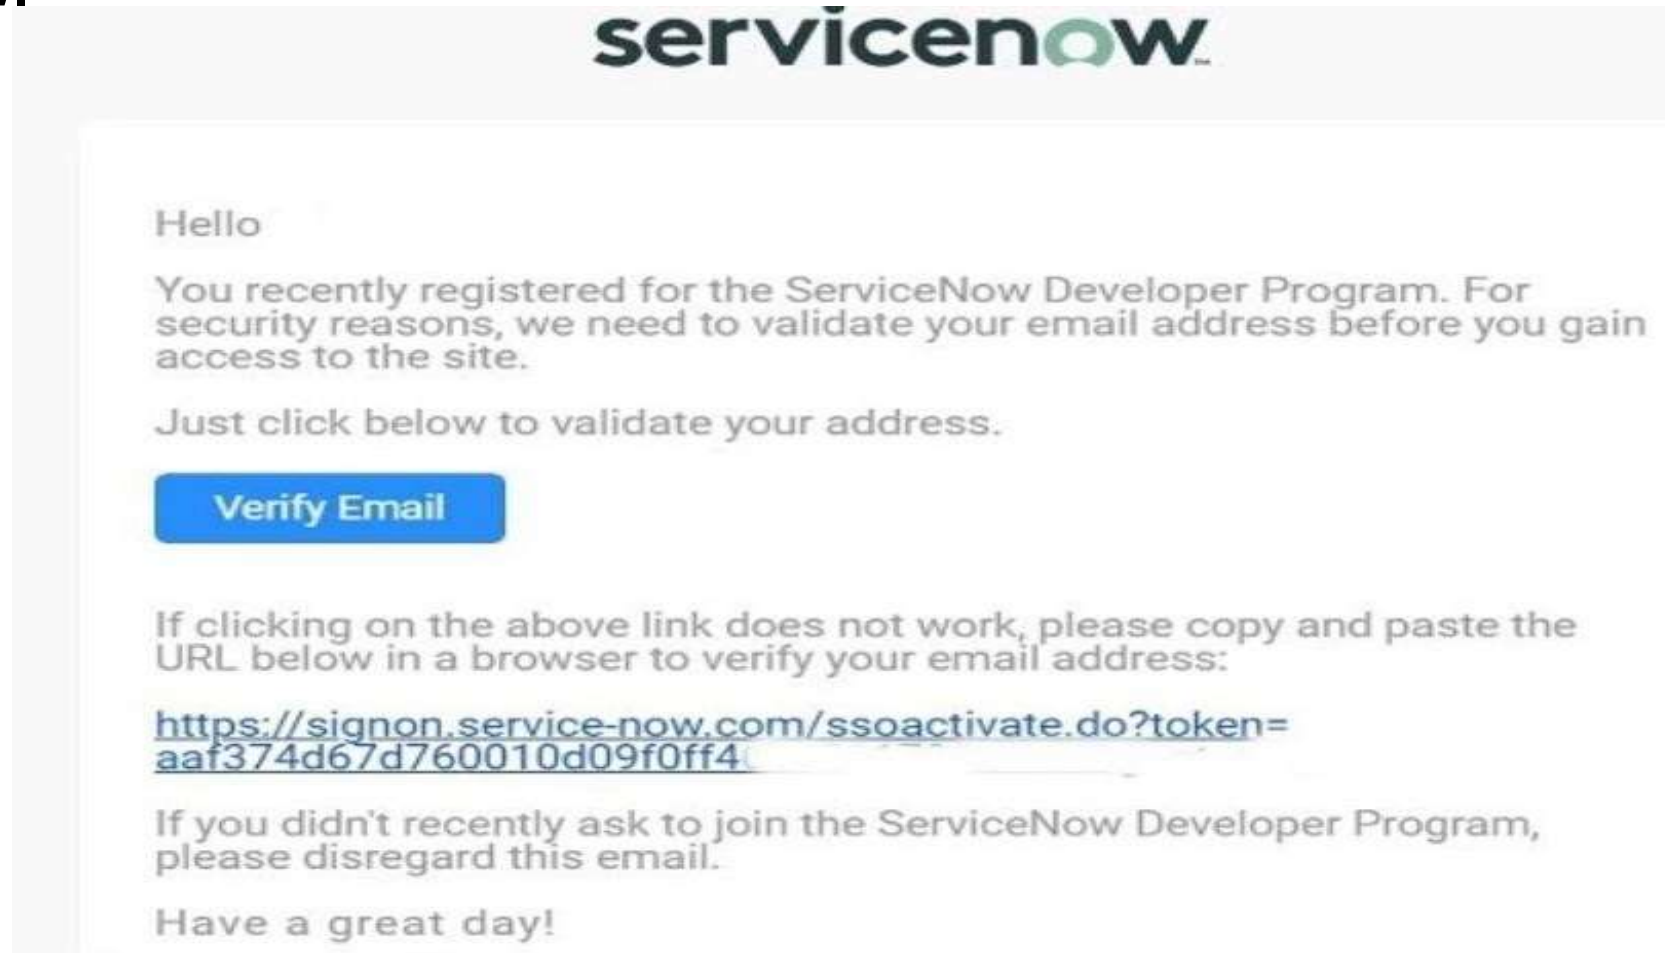 servicenow
Hello
You recently registered for the ServiceNow Developer Program. For
security reasons, we need to validate your email address before you gain
access to the site.
Just click below to validate your address.
Verify Email
If clicking on the above link does not work, please copy and paste the
URL below in a browser to verify your email address:
https://signon.service-now.com/ssoactivate.do?token=
aaf374d67d760010d09f0ff4
If you didn't recently ask to join the ServiceNow Developer Program,
please disregard this email.
Have a great day!